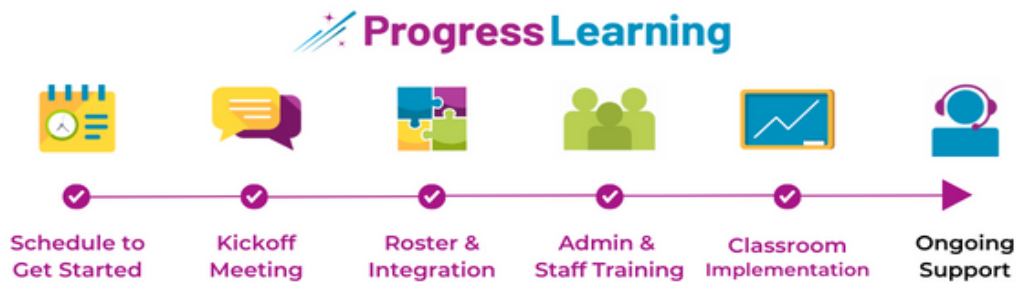 Progress Learning
Schedule to
Get Started
Kickoff
Meeting
Roster &
Integration
Admin &
Staff Training
Classroom
Implementation
Ongoing
Support